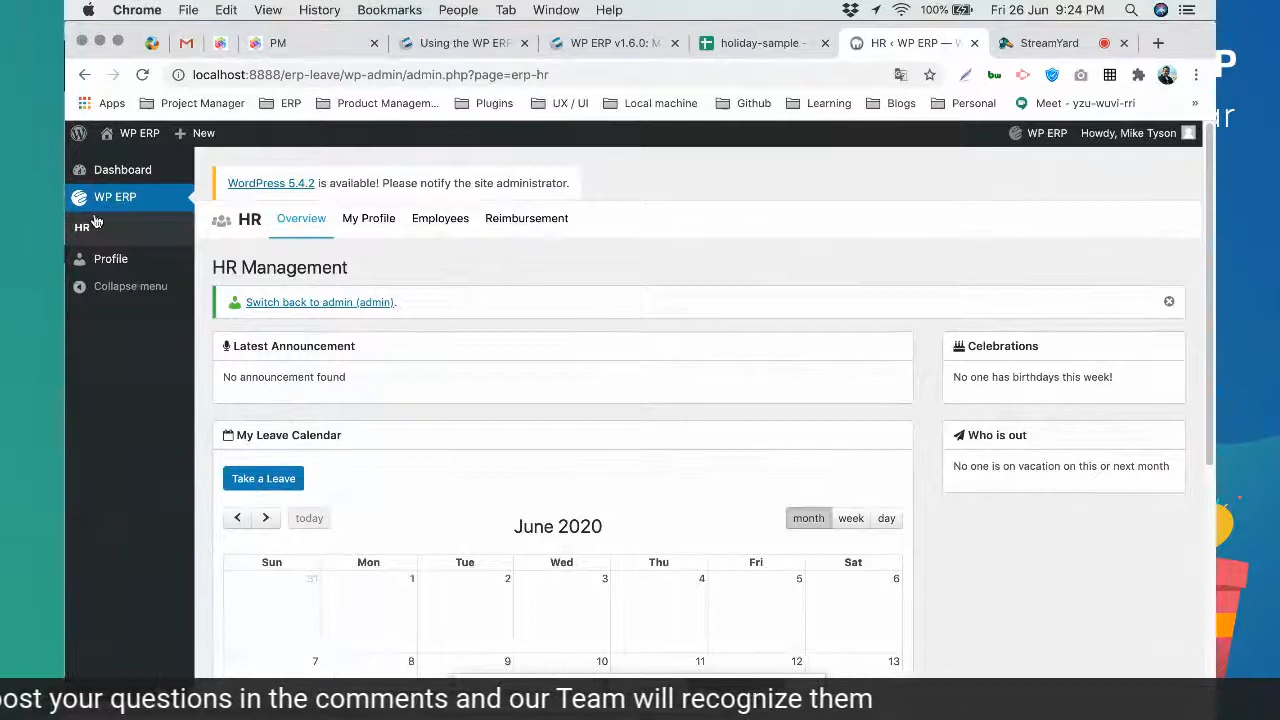 Chrome File Edit View History Bookmarks People Tab Window Help 100% Fri 26 Jun 9:24 PM
PM Using the WP ERP WP ERP v1.6.0: M holiday-sample - HR ‹ WP ERP — W StreamYard
localhost:8888/erp-leave/wp-admin/admin.php?page=erp-hr
Apps Project Manager ERP Product Managem... Plugins UX / UI Local machine Github Learning Blogs Personal Meet - yzu-wuvi-rri »
WP ERP New WP ERP Howdy, Mike Tyson
Dashboard
WP ERP
HR
Profile
Collapse menu
WordPress 5.4.2 is available! Please notify the site administrator.
HR Overview My Profile Employees Reimbursement
HR Management
Switch back to admin (admin).
Latest Announcement
No announcement found
Celebrations
No one has birthdays this week!
My Leave Calendar
Who is out
No one is on vacation on this or next month
Take a Leave
today June 2020 month week day
Sun Mon Tue Wed Thu Fri Sat
31 1 2 3 4 5 6
7 8 9 10 11 12 13
post your questions in the comments and our Team will recognize them